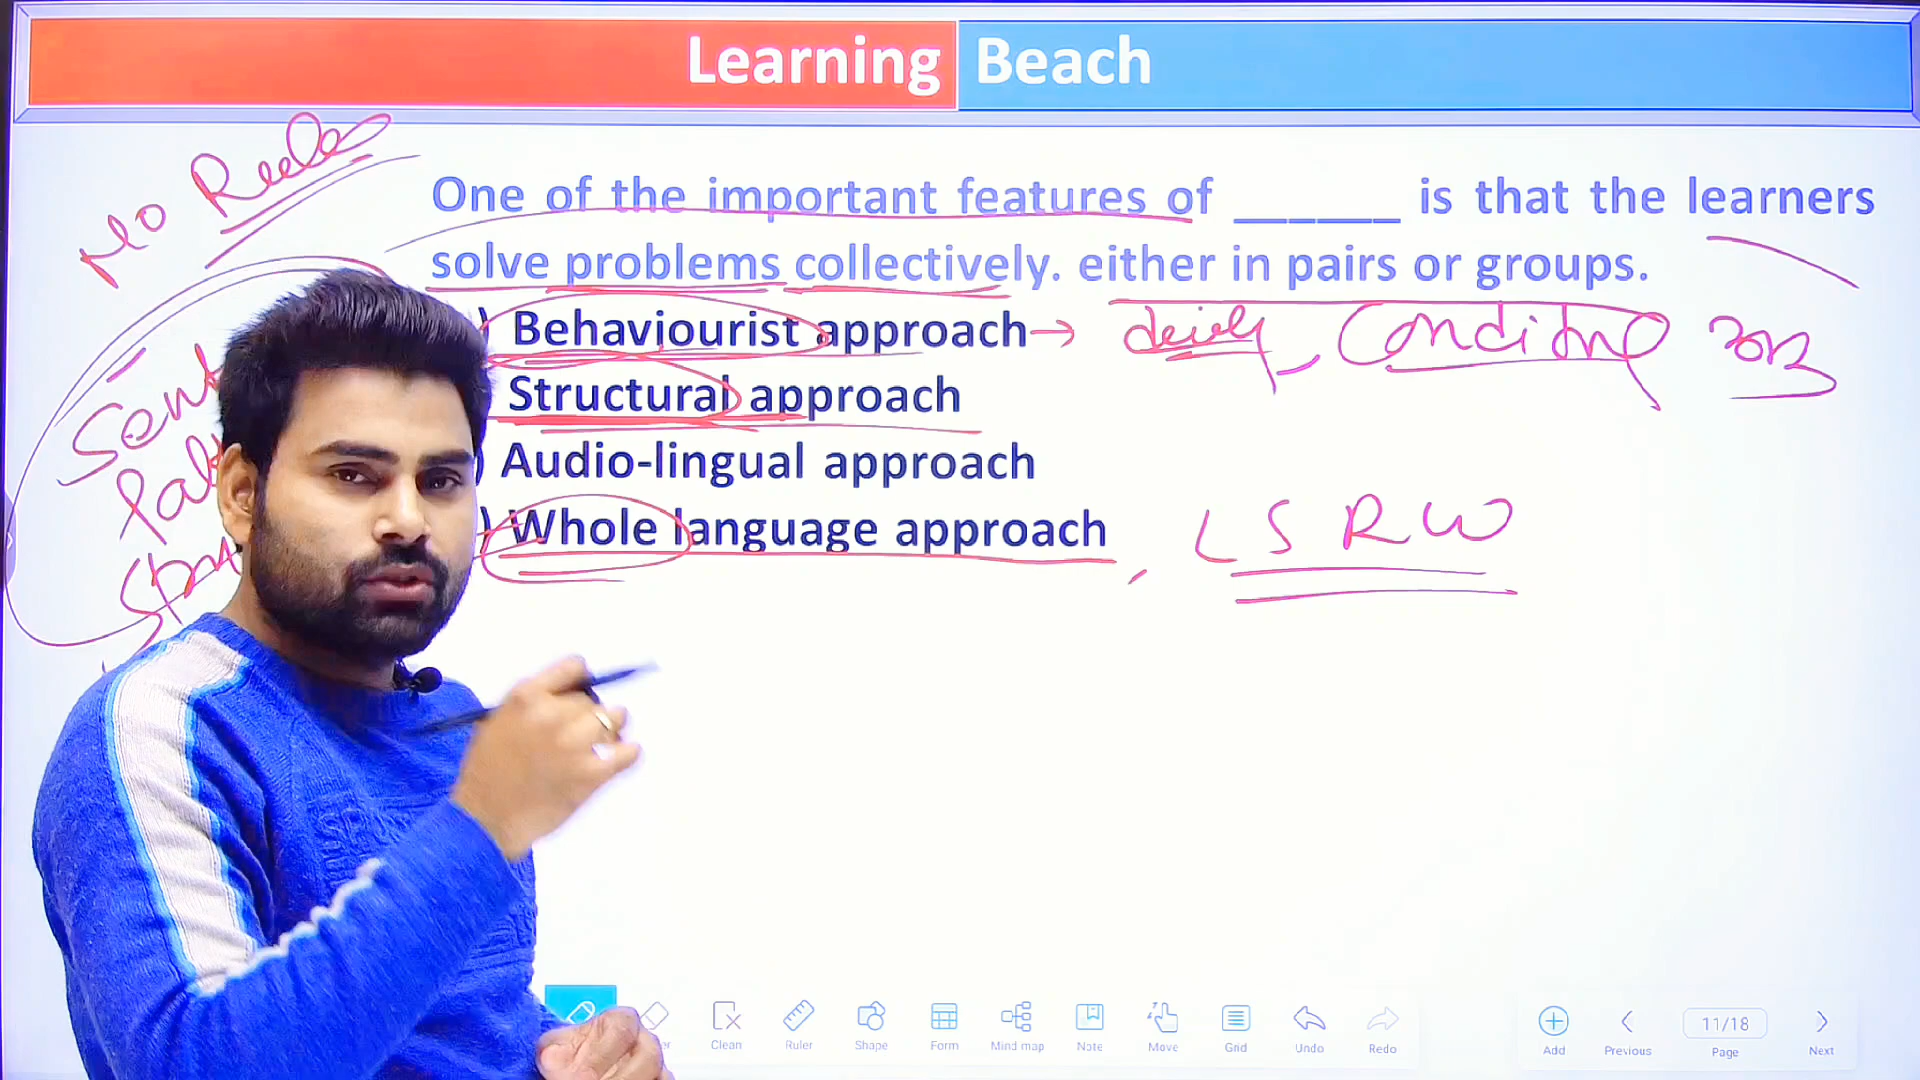 Learning Beach
No Reels
One of the important features of ______ is that the learners
solve problems collectively. either in pairs or groups.
) Behaviourist approach →
Structural approach
) Audio-lingual approach
) Whole language approach, L S R W
Clean Ruler Shape Form Mind map Note Move Grid Undo Redo Add Previous 11/18 Page Next